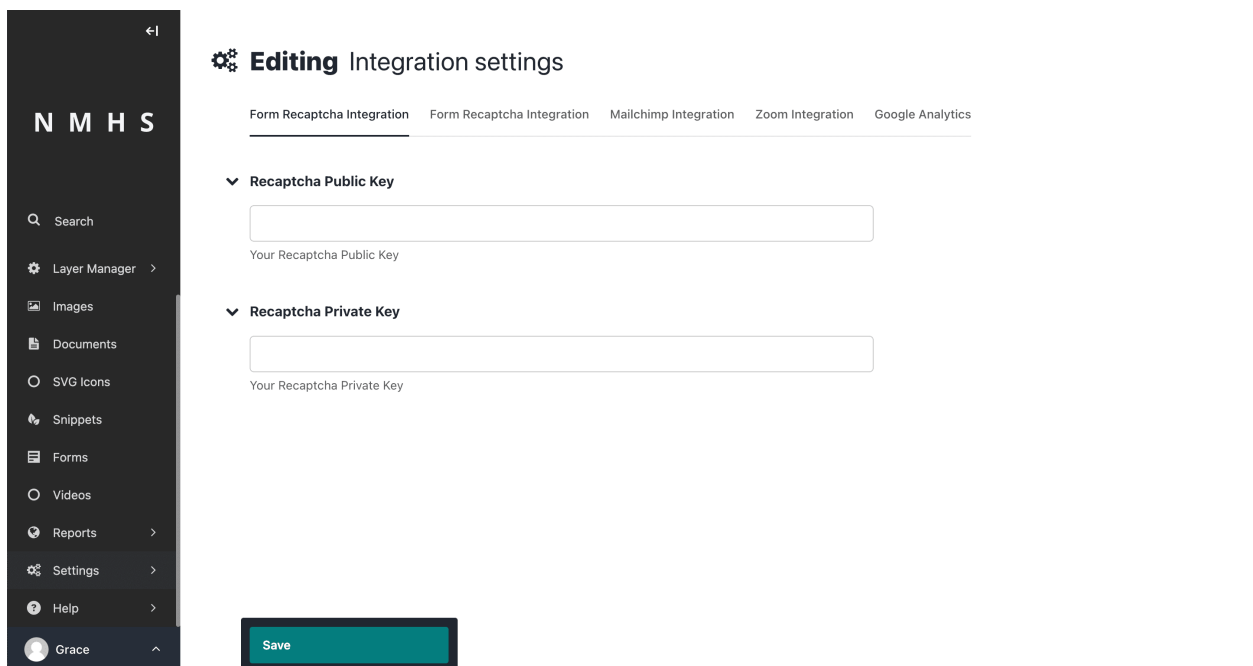 NMHS
Search
Layer Manager
Images
Documents
SVG Icons
Snippets
Forms
Videos
Reports
Settings
Help
Grace
Editing Integration settings
Form Recaptcha Integration Form Recaptcha Integration Mailchimp Integration Zoom Integration Google Analytics
Recaptcha Public Key
Your Recaptcha Public Key
Recaptcha Private Key
Your Recaptcha Private Key
Save